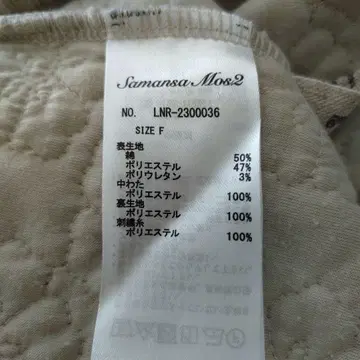 Samansa Mos2
NO. LNR-2300036
SIZE F
表生地
綿 50%
ポリエステル 47%
ポリウレタン 3%
中わた
ポリエステル 100%
裏生地
ポリエステル 100%
刺繍糸
ポリエステル 100%